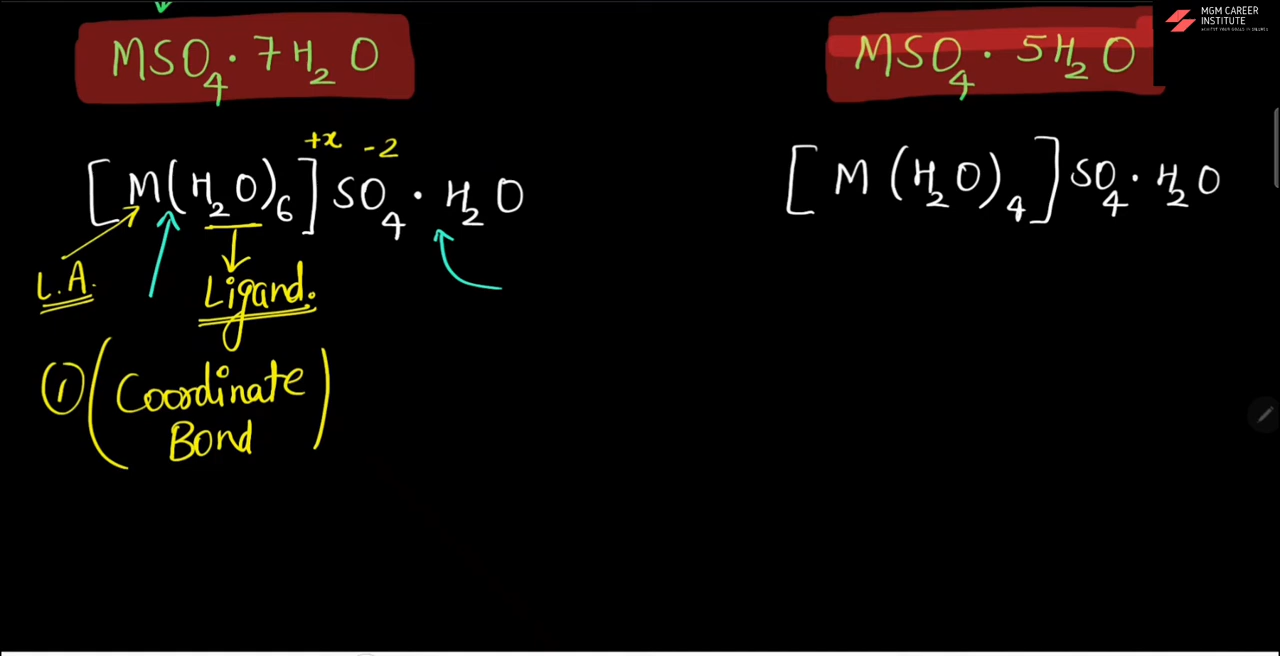 MGM CAREER
INSTITUTE
MSO₄·7H₂O
MSO₄·5H₂O
+x -2
[M(H₂O)₆]SO₄·H₂O
[M(H₂O)₄]SO₄·H₂O
L.A.
Ligand.
① (Coordinate
Bond)